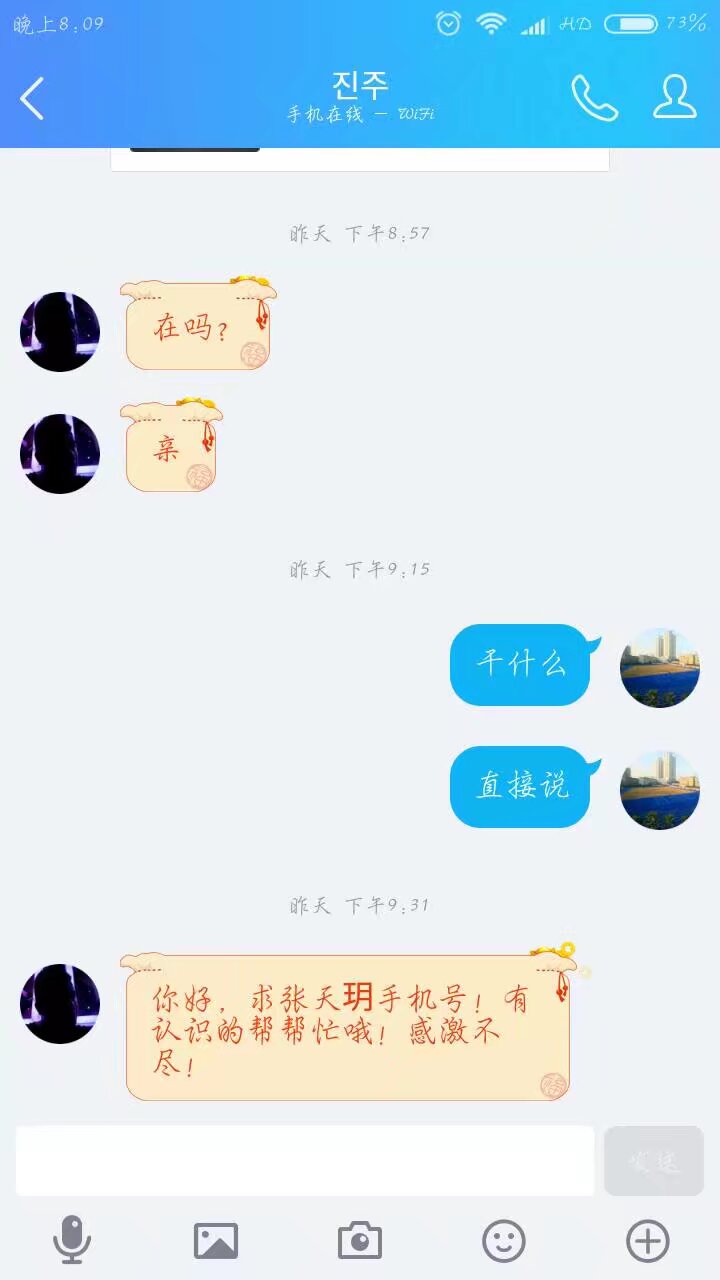 晚上8:09 HD 73%
진주
手机在线 - WiFi
昨天 下午8:57
在吗?
亲
昨天 下午9:15
干什么
直接说
昨天 下午9:31
你好，求张天玥手机号！有
认识的帮帮忙哦！感激不
尽！
发送